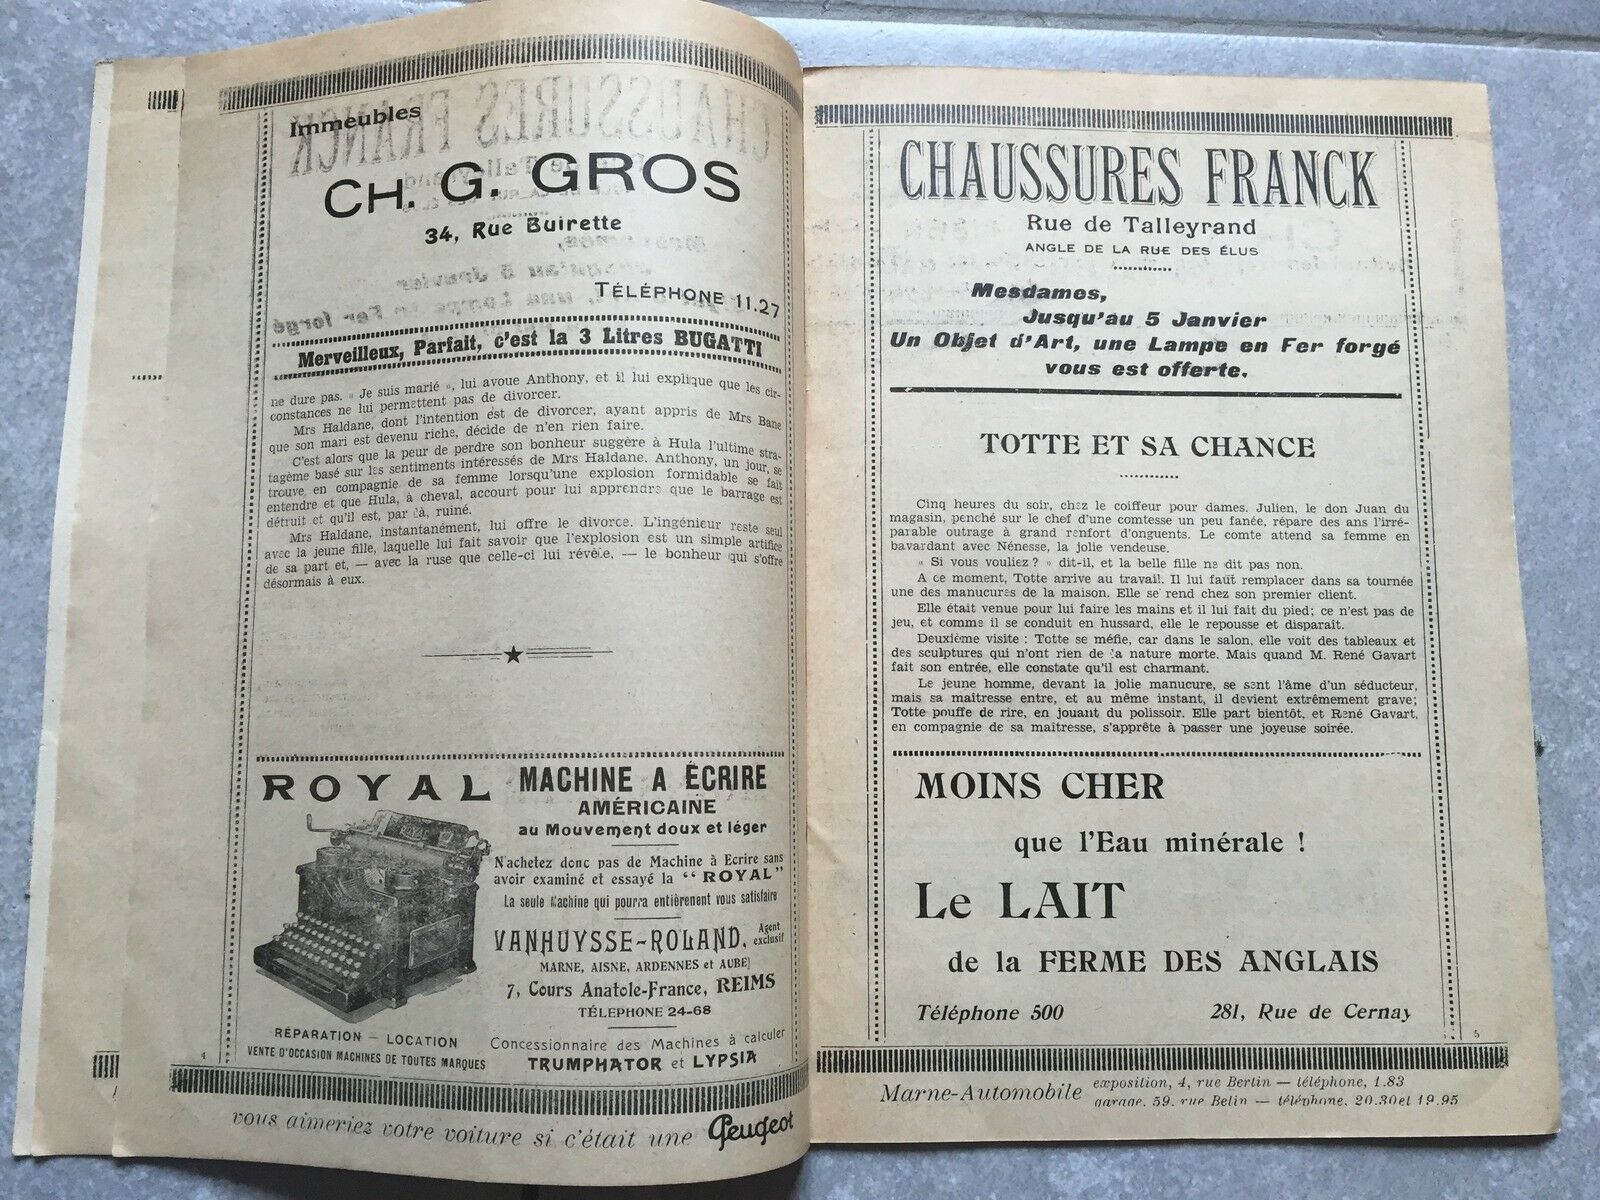 Immeubles
CH. G. GROS
34, Rue Buirette
TÉLÉPHONE 11.27
Merveilleux, Parfait, c'est la 3 Litres BUGATTI
ne dure pas. « Je suis marié », lui avoue Anthony, et il lui explique que les cir-
constances ne lui permettent pas de divorcer.
Mrs Haldane, dont l'intention est de divorcer, ayant appris de Mrs Bane
que son mari est devenu riche, décide de n'en rien faire.
C'est alors que la peur de perdre son bonheur suggère à Hula l'ultime stra-
tagème basé sur les sentiments intéressés de Mrs Haldane. Anthony, un jour, se
trouve, en compagnie de sa femme lorsqu'une explosion formidable se fait
entendre et que Hula, à cheval, accourt pour lui apprendre que le barrage est
détruit et qu'il est, par là, ruiné.
Mrs Haldane, instantanément, lui offre le divorce. L'ingénieur reste seul
avec la jeune fille, laquelle lui fait savoir que l'explosion est un simple artifice
de sa part et, — avec la ruse que celle-ci lui révèle, — le bonheur qui s'offre
désormais à eux.
ROYAL
MACHINE A ÉCRIRE
AMÉRICAINE
au Mouvement doux et léger
N'achetez donc pas de Machine à Ecrire sans
avoir examiné et essayé la “ ROYAL”
La seule Machine qui pourra entièrement vous satisfaire
VANHUYSSE-ROLAND, Agent exclusif
MARNE, AISNE, ARDENNES et AUBE)
7, Cours Anatole-France, REIMS
TÉLEPHONE 24-68
RÉPARATION — LOCATION
VENTE D'OCCASION MACHINES DE TOUTES MARQUES
Concessionnaire des Machines à calculer
TRUMPHATOR et LYPSIA
4
vous aimeriez votre voiture si c'était une Peugeot
CHAUSSURES FRANCK
Rue de Talleyrand
ANGLE DE LA RUE DES ÉLUS
Mesdames,
Jusqu'au 5 Janvier
Un Objet d'Art, une Lampe en Fer forgé
vous est offerte.
TOTTE ET SA CHANCE
Cinq heures du soir, chez le coiffeur pour dames. Julien, le don Juan du
magasin, penché sur le chef d'une comtesse un peu fanée, répare des ans l'irré-
parable outrage à grand renfort d'onguents. Le comte attend sa femme en
bavardant avec Nénesse, la jolie vendeuse.
« Si vous vouliez ? » dit-il, et la belle fille ne dit pas non.
A ce moment, Totte arrive au travail. Il lui faut remplacer dans sa tournée
une des manucures de la maison. Elle se rend chez son premier client.
Elle était venue pour lui faire les mains et il lui fait du pied; ce n'est pas de
jeu, et comme il se conduit en hussard, elle le repousse et disparaît.
Deuxième visite : Totte se méfie, car dans le salon, elle voit des tableaux et
des sculptures qui n'ont rien de la nature morte. Mais quand M. René Gavart
fait son entrée, elle constate qu'il est charmant.
Le jeune homme, devant la jolie manucure, se sent l'âme d'un séducteur,
mais sa maîtresse entre, et au même instant, il devient extrêmement grave;
Totte pouffe de rire, en jouant du polissoir. Elle part bientôt, et René Gavart,
en compagnie de sa maîtresse, s'apprête à passer une joyeuse soirée.
MOINS CHER
que l'Eau minérale !
Le LAIT
de la FERME DES ANGLAIS
Téléphone 500 281, Rue de Cernay
5
Marne-Automobile exposition, 4, rue Bertin — téléphone, 1.83
garage, 59, rue Belin — téléphone, 20.30 et 19.95